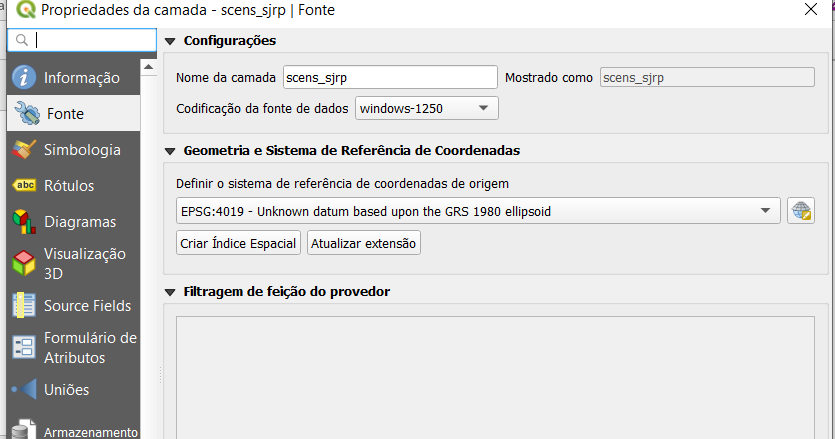 Propriedades da camada - scens_sjrp | Fonte
Informação
Fonte
Simbologia
abc Rótulos
Diagramas
Visualização
3D
Source Fields
Formulário de
Atributos
Uniões
Armazenamento
Configurações
Nome da camada scens_sjrp Mostrado como scens_sjrp
Codificação da fonte de dados windows-1250
Geometria e Sistema de Referência de Coordenadas
Definir o sistema de referência de coordenadas de origem
EPSG:4019 - Unknown datum based upon the GRS 1980 ellipsoid
Criar Índice Espacial Atualizar extensão
Filtragem de feição do provedor